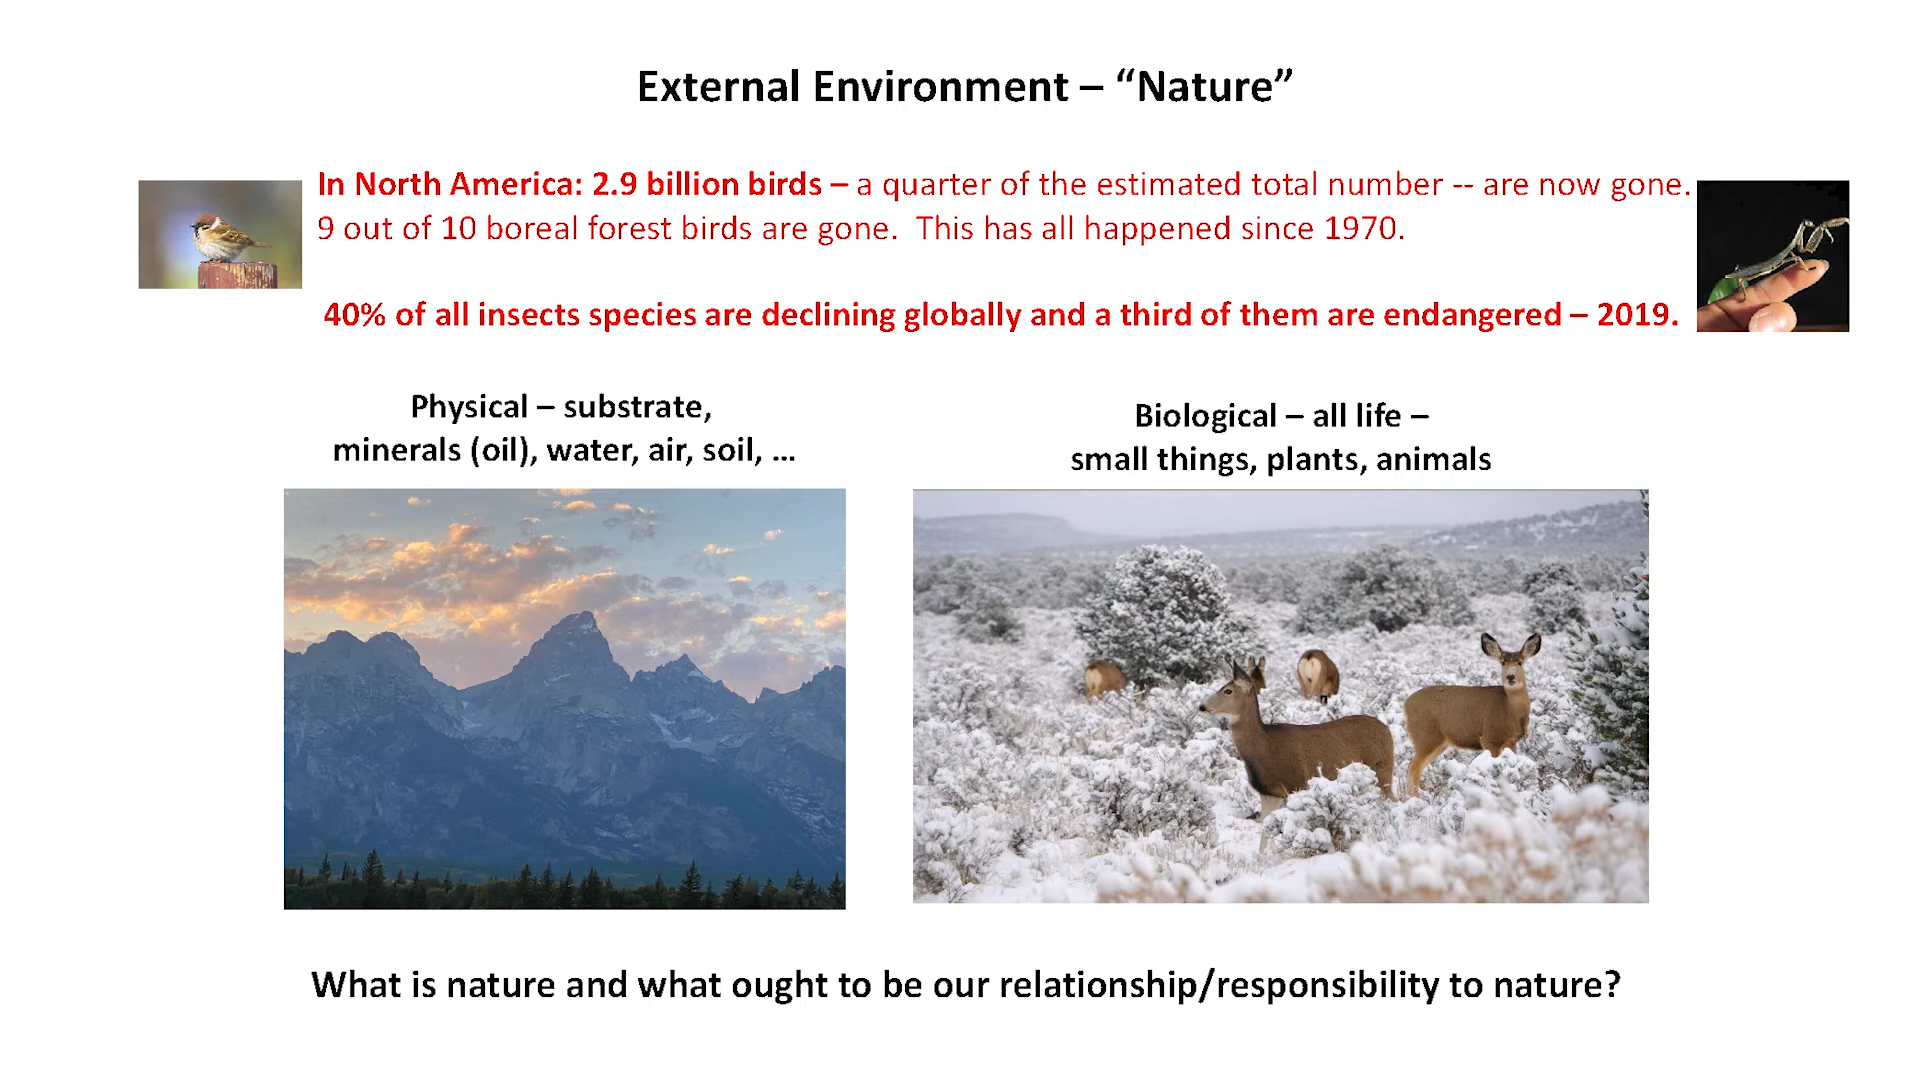 External Environment – “Nature”
In North America: 2.9 billion birds – a quarter of the estimated total number -- are now gone.
9 out of 10 boreal forest birds are gone.  This has all happened since 1970.
40% of all insects species are declining globally and a third of them are endangered – 2019.
Physical – substrate,
minerals (oil), water, air, soil, ...
Biological – all life –
small things, plants, animals
What is nature and what ought to be our relationship/responsibility to nature?